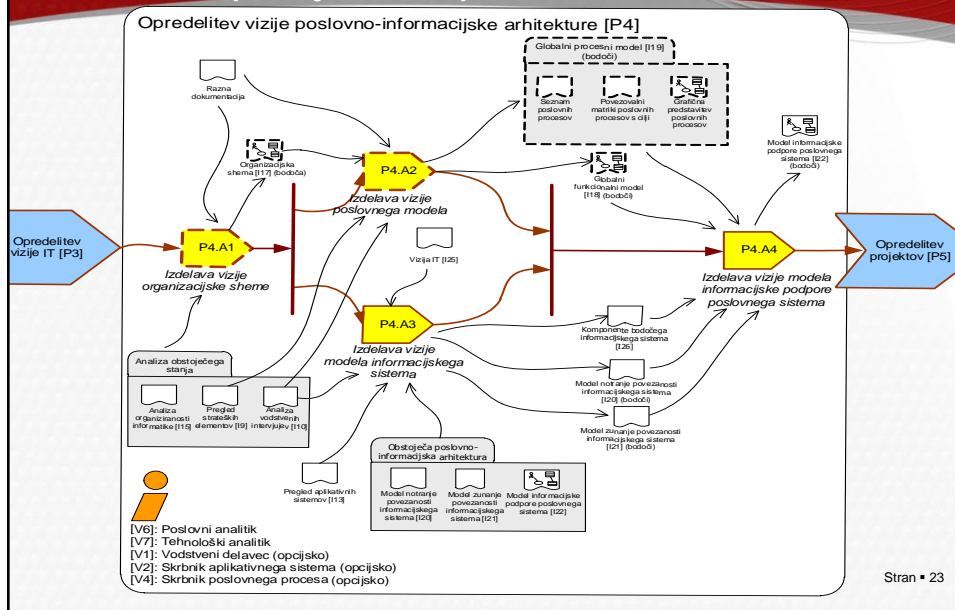 Opredelitev vizije poslovno-informacijske arhitekture [P4]
Globalni procesni model [I19]
(bodoči)
Razna
dokumentacija
Seznam
poslovnih
procesov
Povezovalni
matriki poslovnih
procesov s cilji
Grafična
predstavitev
poslovnih
procesov
Model informacijske
podpore poslovnega
sistema [I22]
(bodoči)
Organizacijska
shema [I17] (bodoča)
P4.A2
Izdelava vizije
poslovnega modela
Globalni
funkcionalni model
[I18] (bodoči)
Opredelitev
vizije IT [P3]
P4.A1
Izdelava vizije
organizacijske sheme
Vizija IT [I25]
P4.A4
Izdelava vizije modela
informacijske podpore
poslovnega sistema
Opredelitev
projektov [P5]
P4.A3
Izdelava vizije
modela informacijskega
sistema
Komponente bodočega
informacijskega sistema
[I26]
Analiza obstoječega
stanja
Analiza
organiziranosti
informatike [I15]
Pregled
strateških
elementov [I9]
Analiza
vodstvenih
intervjujev [I10]
Model notranje povezanosti
informacijskega sistema
[I20] (bodoči)
Model zunanje povezanosti
informacijskega sistema
[I21] (bodoči)
Pregled aplikativnih
sistemov [I13]
Obstoječa poslovno-
informacijska arhitektura
Model notranje
povezanosti
informacijskega
sistema [I20]
Model zunanje
povezanosti
informacijskega
sistema [I21]
Model informacijske
podpore poslovnega
sistema [I22]
[V6]: Poslovni analitik
[V7]: Tehnološki analitik
[V1]: Vodstveni delavec (opcijsko)
[V2]: Skrbnik aplikativnega sistema (opcijsko)
[V4]: Skrbnik poslovnega procesa (opcijsko)
Stran ▪ 23